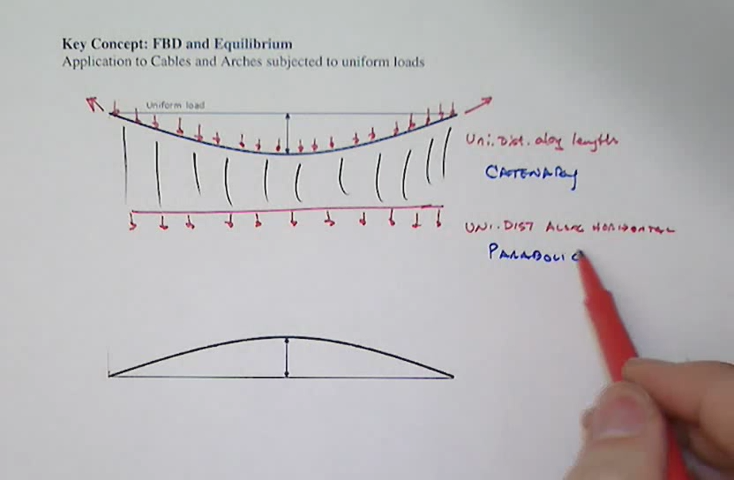 Key Concept: FBD and Equilibrium
Application to Cables and Arches subjected to uniform loads
Uniform load
Uni. Dist. along length
CATENARY
UNI. DIST ALONG HORIZONTAL
PARABOLIC